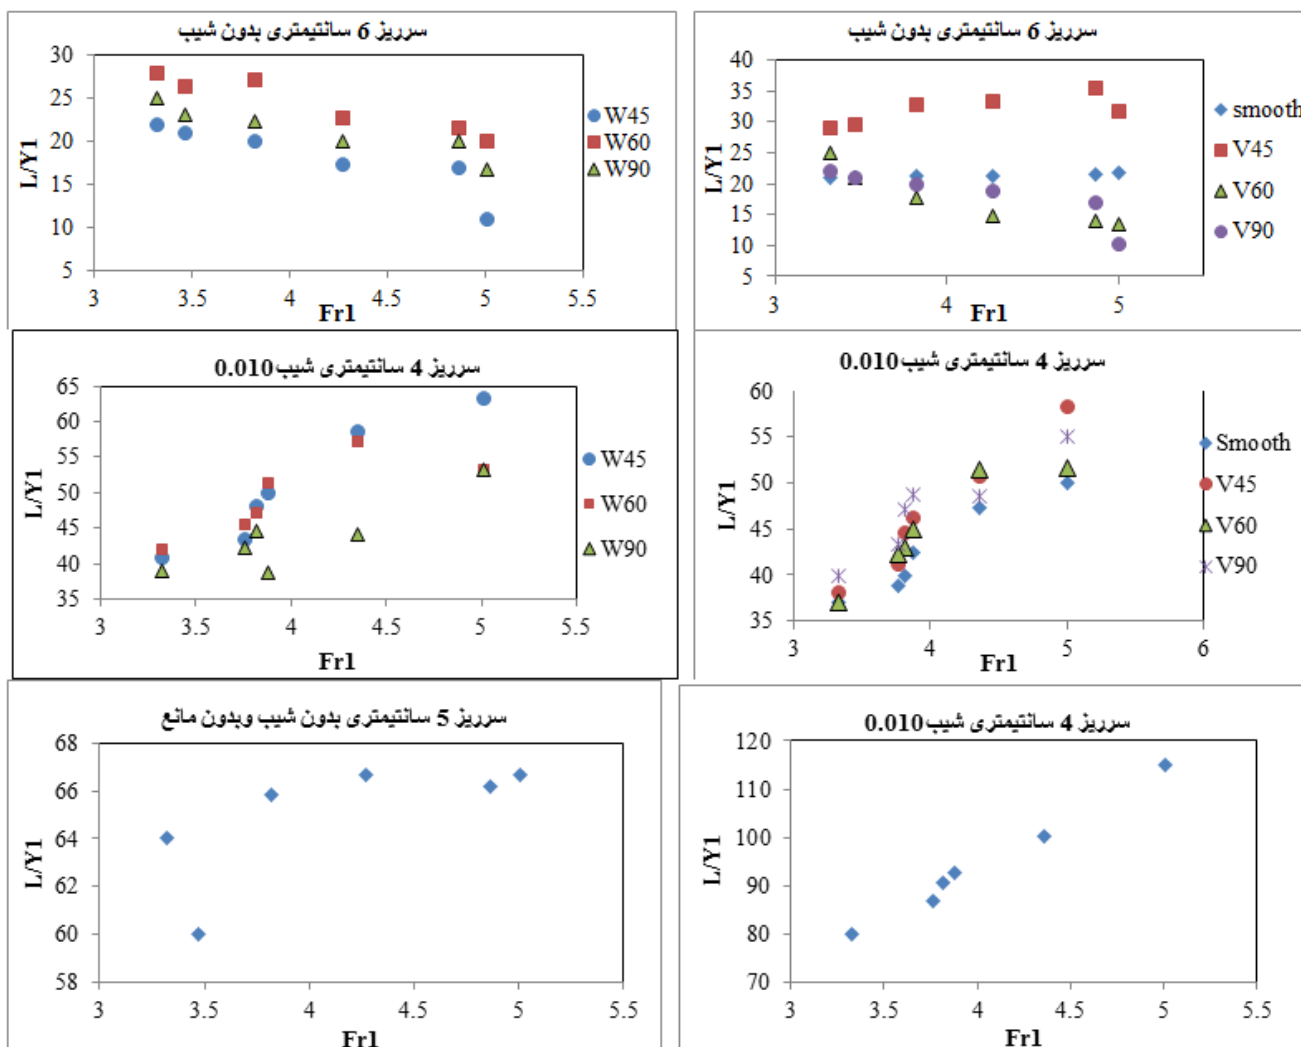 سرریز 6 سانتیمتری بدون شیب
L/Y1
30
25
20
15
10
5
3
3.5
4
4.5
5
5.5
Fr1
W45
W60
W90
سرریز 6 سانتیمتری بدون شیب
L/Y1
40
35
30
25
20
15
10
5
3
4
5
Fr1
smooth
V45
V60
V90
سرریز 4 سانتیمتری شیب 0.010
L/Y1
65
60
55
50
45
40
35
3
3.5
4
4.5
5
5.5
Fr1
W45
W60
W90
سرریز 4 سانتیمتری شیب 0.010
L/Y1
60
55
50
45
40
35
3
4
5
6
Fr1
Smooth
V45
V60
V90
سرریز 5 سانتیمتری بدون شیب وبدون مانع
L/Y1
68
66
64
62
60
58
3
3.5
4
4.5
5
5.5
Fr1
سرریز 4 سانتیمتری شیب 0.010
L/Y1
120
110
100
90
80
70
3
3.5
4
4.5
5
5.5
Fr1